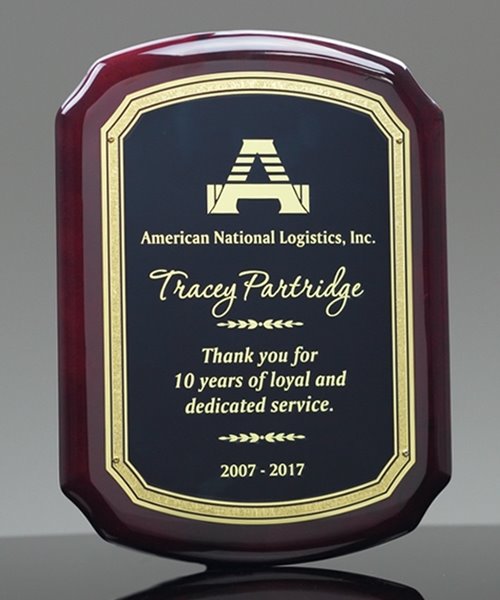 American National Logistics, Inc.
Tracey Partridge
Thank you for
10 years of loyal and
dedicated service.
2007 - 2017